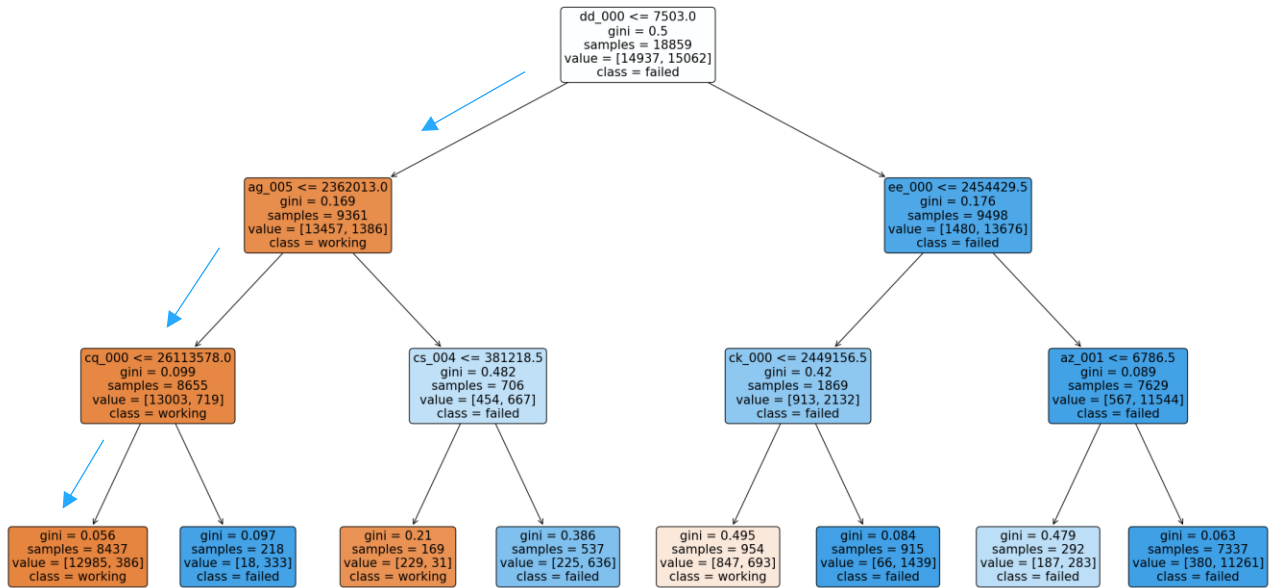 dd_000 <= 7503.0
gini = 0.5
samples = 18859
value = [14937, 15062]
class = failed
ag_005 <= 2362013.0
gini = 0.169
samples = 9361
value = [13457, 1386]
class = working
ee_000 <= 2454429.5
gini = 0.176
samples = 9498
value = [1480, 13676]
class = failed
cq_000 <= 26113578.0
gini = 0.099
samples = 8655
value = [13003, 719]
class = working
cs_004 <= 381218.5
gini = 0.482
samples = 706
value = [454, 667]
class = failed
ck_000 <= 2449156.5
gini = 0.42
samples = 1869
value = [913, 2132]
class = failed
az_001 <= 6786.5
gini = 0.089
samples = 7629
value = [567, 11544]
class = failed
gini = 0.056
samples = 8437
value = [12985, 386]
class = working
gini = 0.097
samples = 218
value = [18, 333]
class = failed
gini = 0.21
samples = 169
value = [229, 31]
class = working
gini = 0.386
samples = 537
value = [225, 636]
class = failed
gini = 0.495
samples = 954
value = [847, 693]
class = working
gini = 0.084
samples = 915
value = [66, 1439]
class = failed
gini = 0.479
samples = 292
value = [187, 283]
class = failed
gini = 0.063
samples = 7337
value = [380, 11261]
class = failed